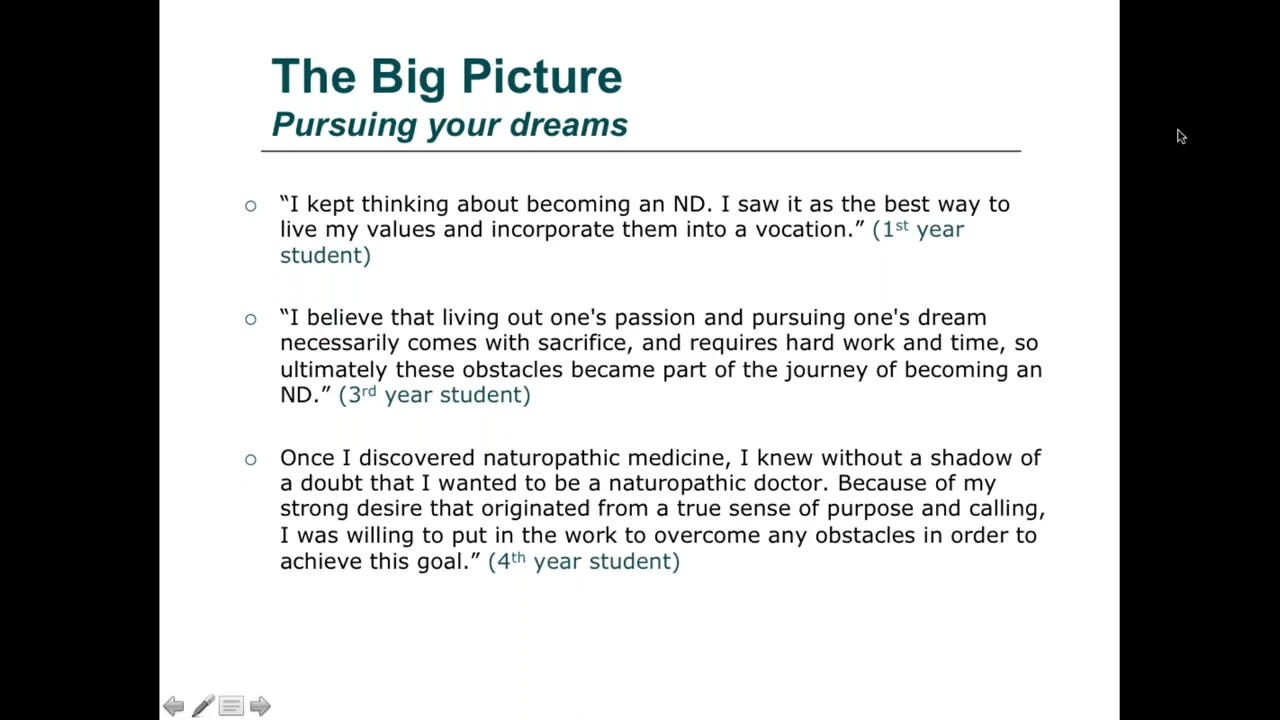 The Big Picture
Pursuing your dreams
“I kept thinking about becoming an ND. I saw it as the best way to
live my values and incorporate them into a vocation.” (1st year
student)
“I believe that living out one's passion and pursuing one's dream
necessarily comes with sacrifice, and requires hard work and time, so
ultimately these obstacles became part of the journey of becoming an
ND.” (3rd year student)
Once I discovered naturopathic medicine, I knew without a shadow of
a doubt that I wanted to be a naturopathic doctor. Because of my
strong desire that originated from a true sense of purpose and calling,
I was willing to put in the work to overcome any obstacles in order to
achieve this goal.” (4th year student)